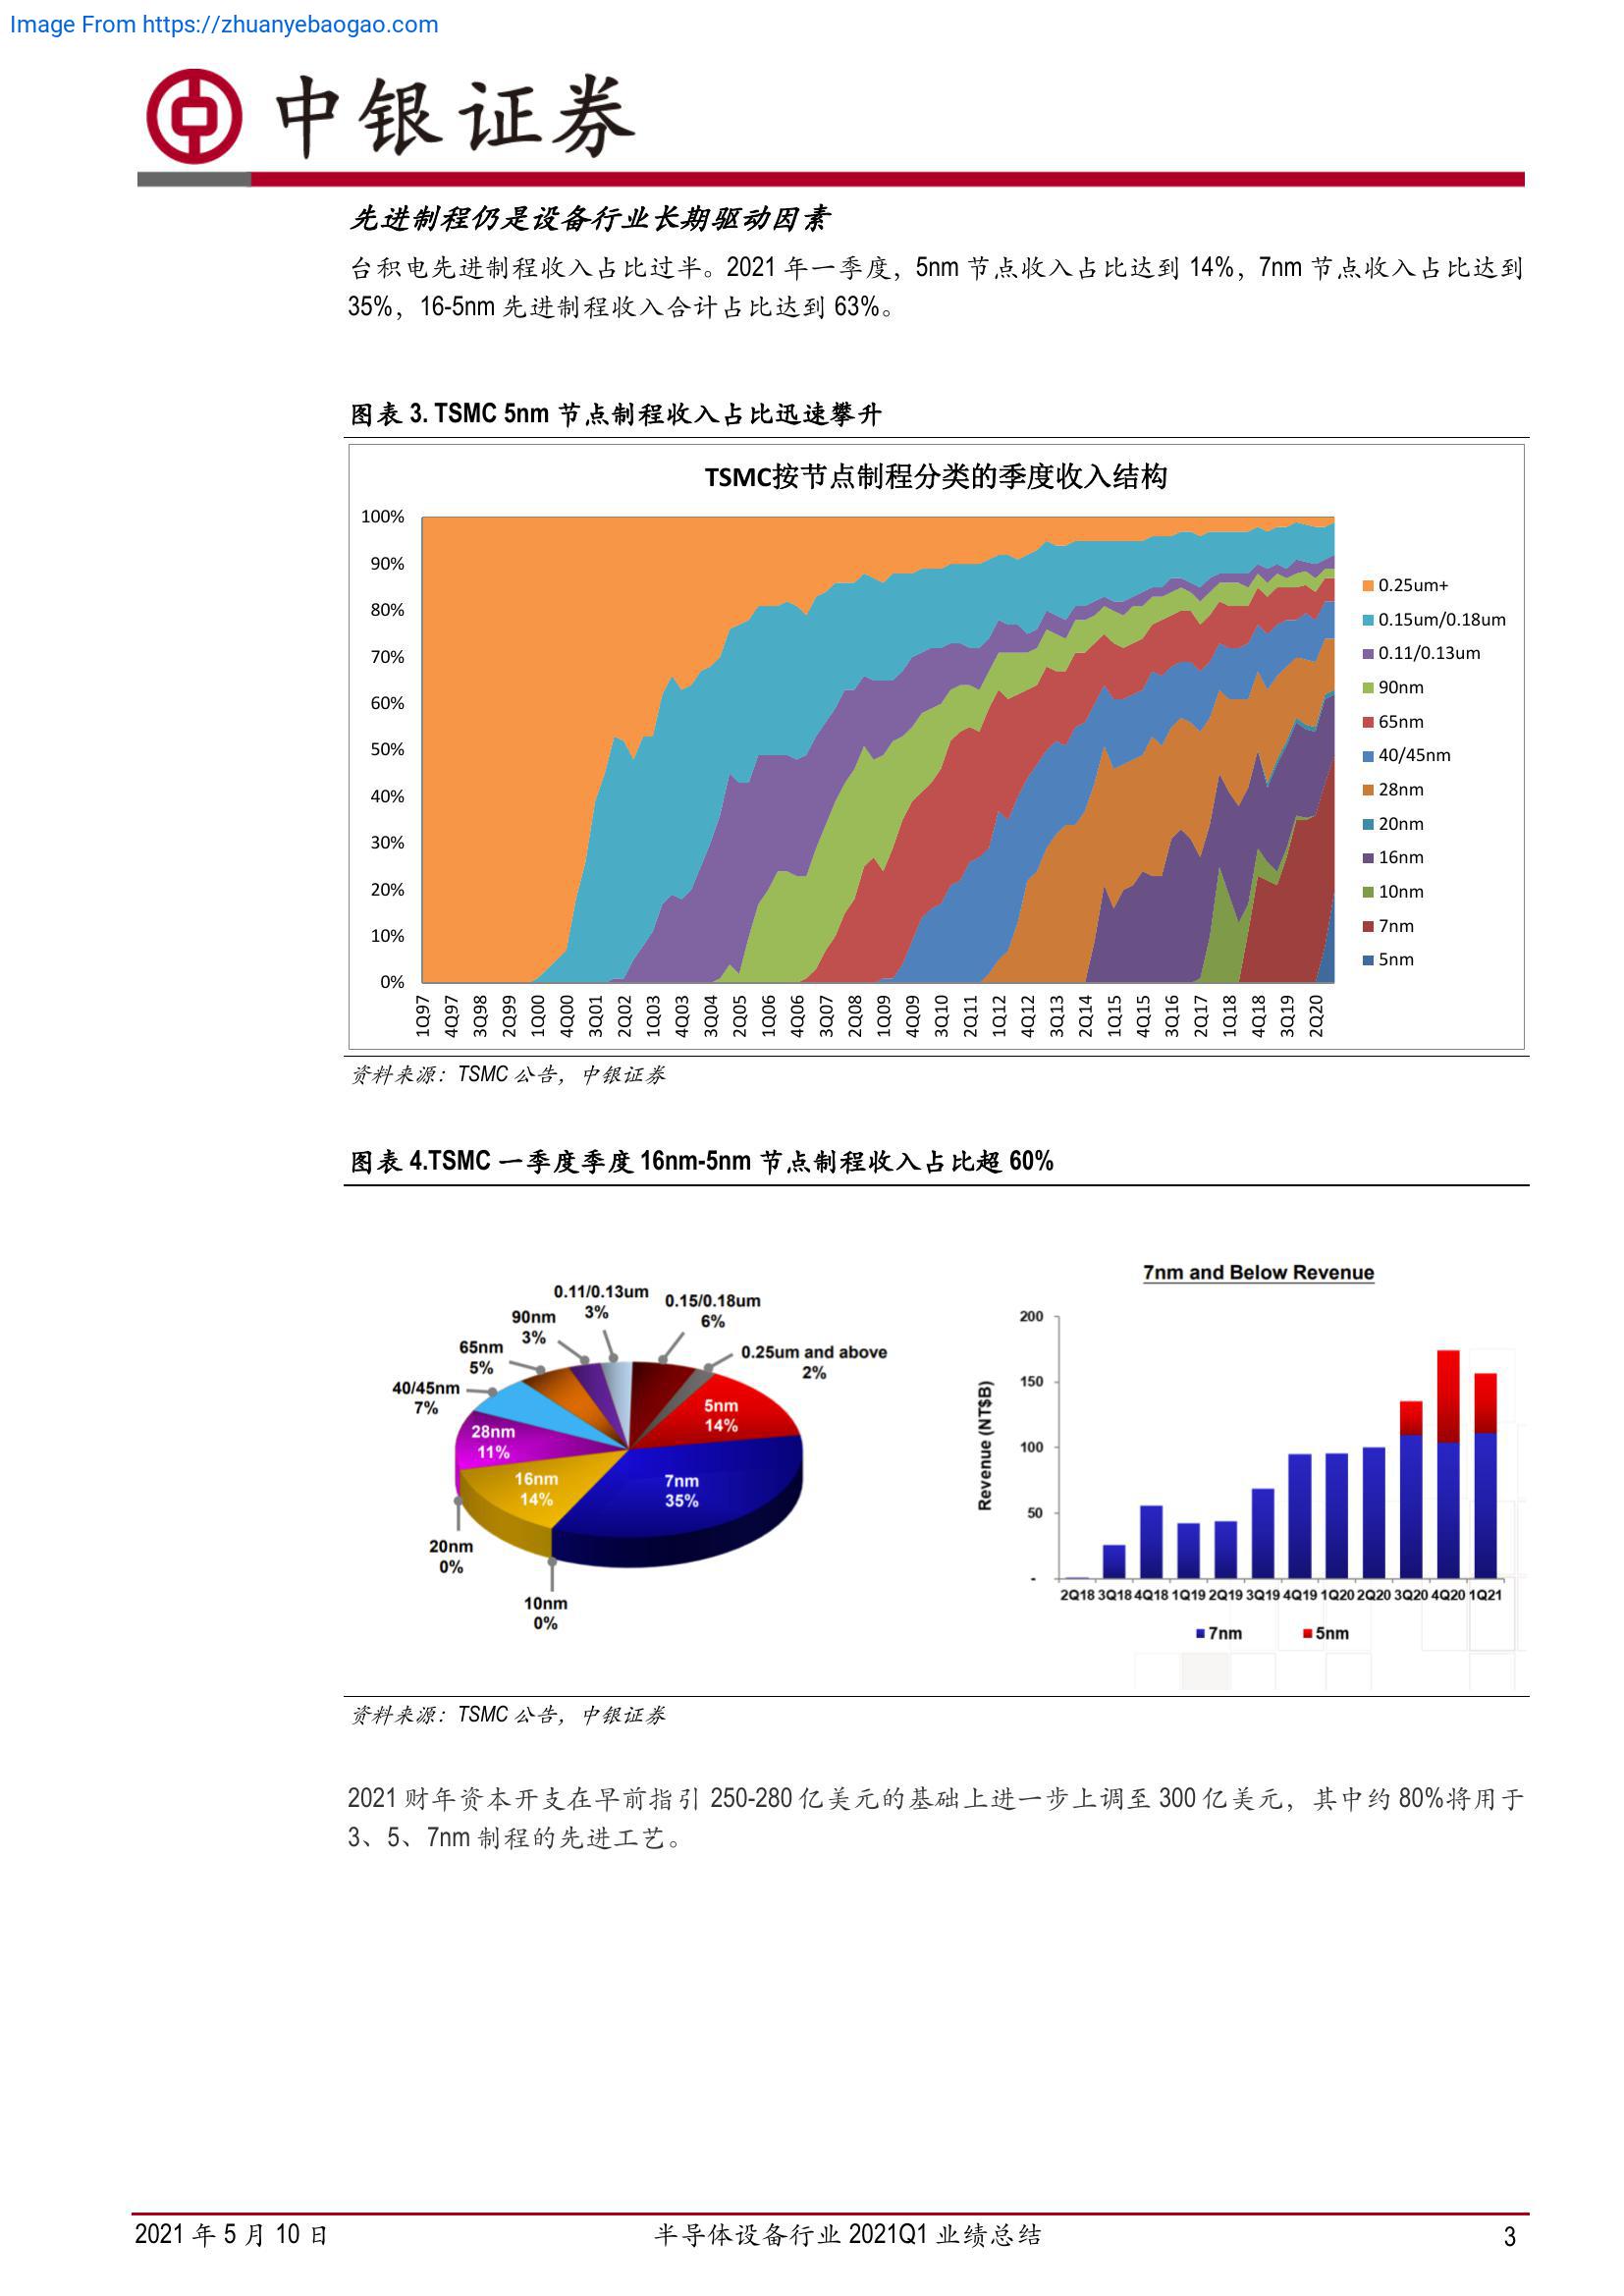 Image From https://zhuanyebaogao.com
中银证券
先进制程仍是设备行业长期驱动因素
台积电先进制程收入占比过半。2021 年一季度，5nm 节点收入占比达到 14%，7nm 节点收入占比达到
35%，16-5nm 先进制程收入合计占比达到 63%。
图表 3. TSMC 5nm 节点制程收入占比迅速攀升
TSMC按节点制程分类的季度收入结构
100%
90%
80%
70%
60%
50%
40%
30%
20%
10%
0%
1Q97 4Q97 3Q98 2Q99 1Q00 4Q00 3Q01 2Q02 1Q03 4Q03 3Q04 2Q05 1Q06 4Q06 3Q07 2Q08 1Q09 4Q09 3Q10 2Q11 1Q12 4Q12 3Q13 2Q14 1Q15 4Q15 3Q16 2Q17 1Q18 4Q18 3Q19 2Q20
0.25um+
0.15um/0.18um
0.11/0.13um
90nm
65nm
40/45nm
28nm
20nm
16nm
10nm
7nm
5nm
资料来源：TSMC 公告，中银证券
图表 4.TSMC 一季度季度 16nm-5nm 节点制程收入占比超 60%
0.11/0.13um
3%
0.15/0.18um
6%
90nm
3%
65nm
5%
0.25um and above
2%
40/45nm
7%
5nm
14%
28nm
11%
16nm
14%
7nm
35%
20nm
0%
10nm
0%
7nm and Below Revenue
Revenue (NT$B)
200
150
100
50
-
2Q18 3Q18 4Q18 1Q19 2Q19 3Q19 4Q19 1Q20 2Q20 3Q20 4Q20 1Q21
7nm 5nm
资料来源：TSMC 公告，中银证券
2021 财年资本开支在早前指引 250-280 亿美元的基础上进一步上调至 300 亿美元，其中约 80%将用于
3、5、7nm 制程的先进工艺。
2021 年 5 月 10 日 半导体设备行业 2021Q1 业绩总结 3